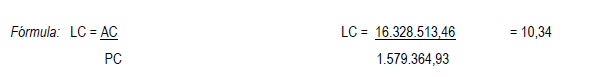 Fórmula: LC = AC LC = 16.328.513,46 = 10,34
PC 1.579.364,93